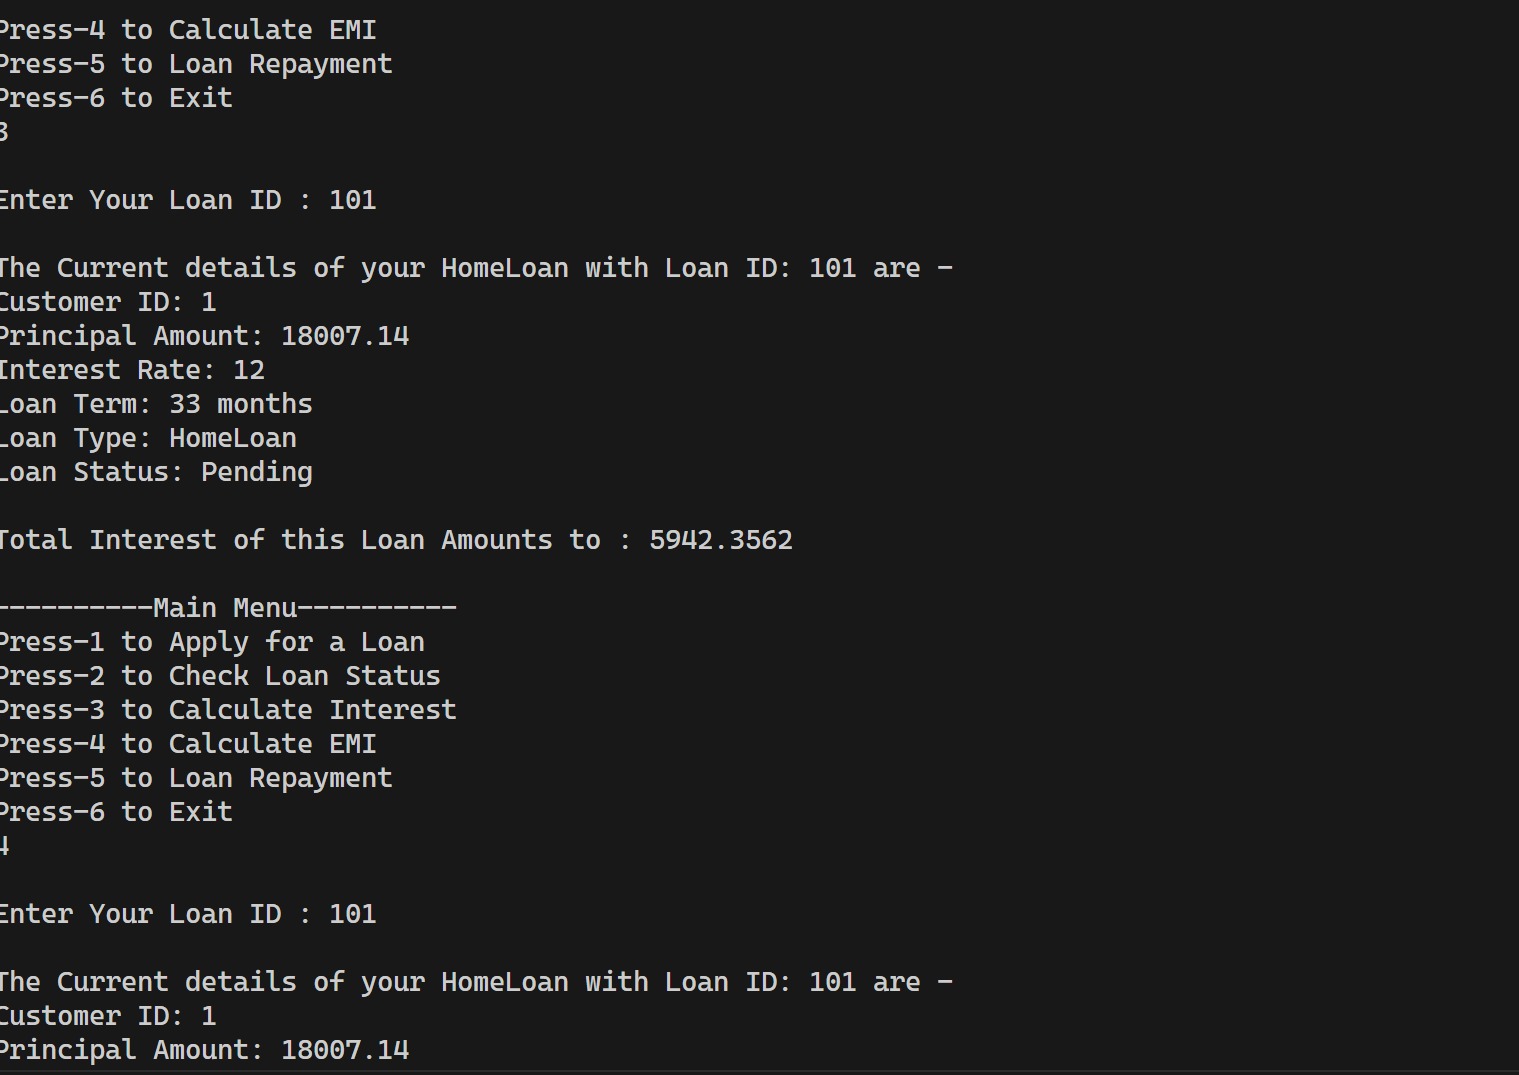 Press-4 to Calculate EMI
Press-5 to Loan Repayment
Press-6 to Exit
3
Enter Your Loan ID : 101
The Current details of your HomeLoan with Loan ID: 101 are -
Customer ID: 1
Principal Amount: 18007.14
Interest Rate: 12
Loan Term: 33 months
Loan Type: HomeLoan
Loan Status: Pending
Total Interest of this Loan Amounts to : 5942.3562
----------Main Menu----------
Press-1 to Apply for a Loan
Press-2 to Check Loan Status
Press-3 to Calculate Interest
Press-4 to Calculate EMI
Press-5 to Loan Repayment
Press-6 to Exit
4
Enter Your Loan ID : 101
The Current details of your HomeLoan with Loan ID: 101 are -
Customer ID: 1
Principal Amount: 18007.14